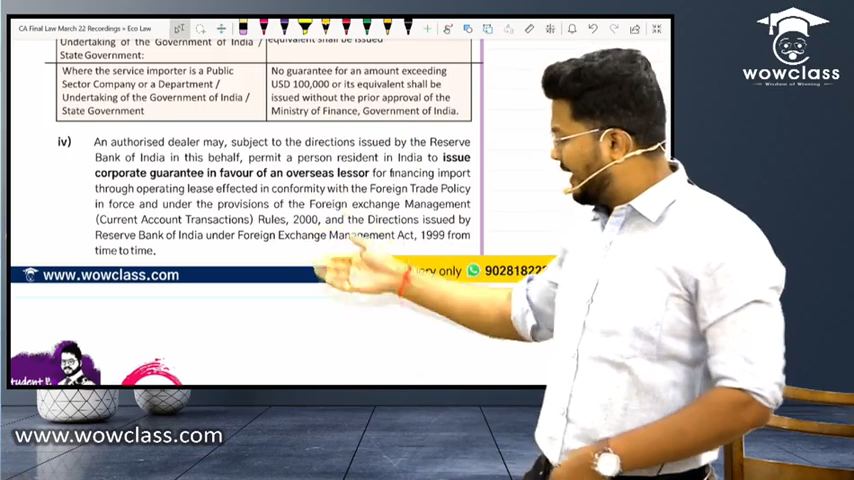 CA Final Law March 22 Recordings » Eco Law
Undertaking of the Government of India /
State Government:
equivalent shall be issued
Where the service importer is a Public
Sector Company or a Department /
Undertaking of the Government of India /
State Government
No guarantee for an amount exceeding
USD 100,000 or its equivalent shall be
issued without the prior approval of the
Ministry of Finance, Government of India.
iv) An authorised dealer may, subject to the directions issued by the Reserve
Bank of India in this behalf, permit a person resident in India to issue
corporate guarantee in favour of an overseas lessor for financing import
through operating lease effected in conformity with the Foreign Trade Policy
in force and under the provisions of the Foreign exchange Management
(Current Account Transactions) Rules, 2000, and the Directions issued by
Reserve Bank of India under Foreign Exchange Management Act, 1999 from
time to time.
www.wowclass.com
only
wowclass
Wisdom of Winning
www.wowclass.com